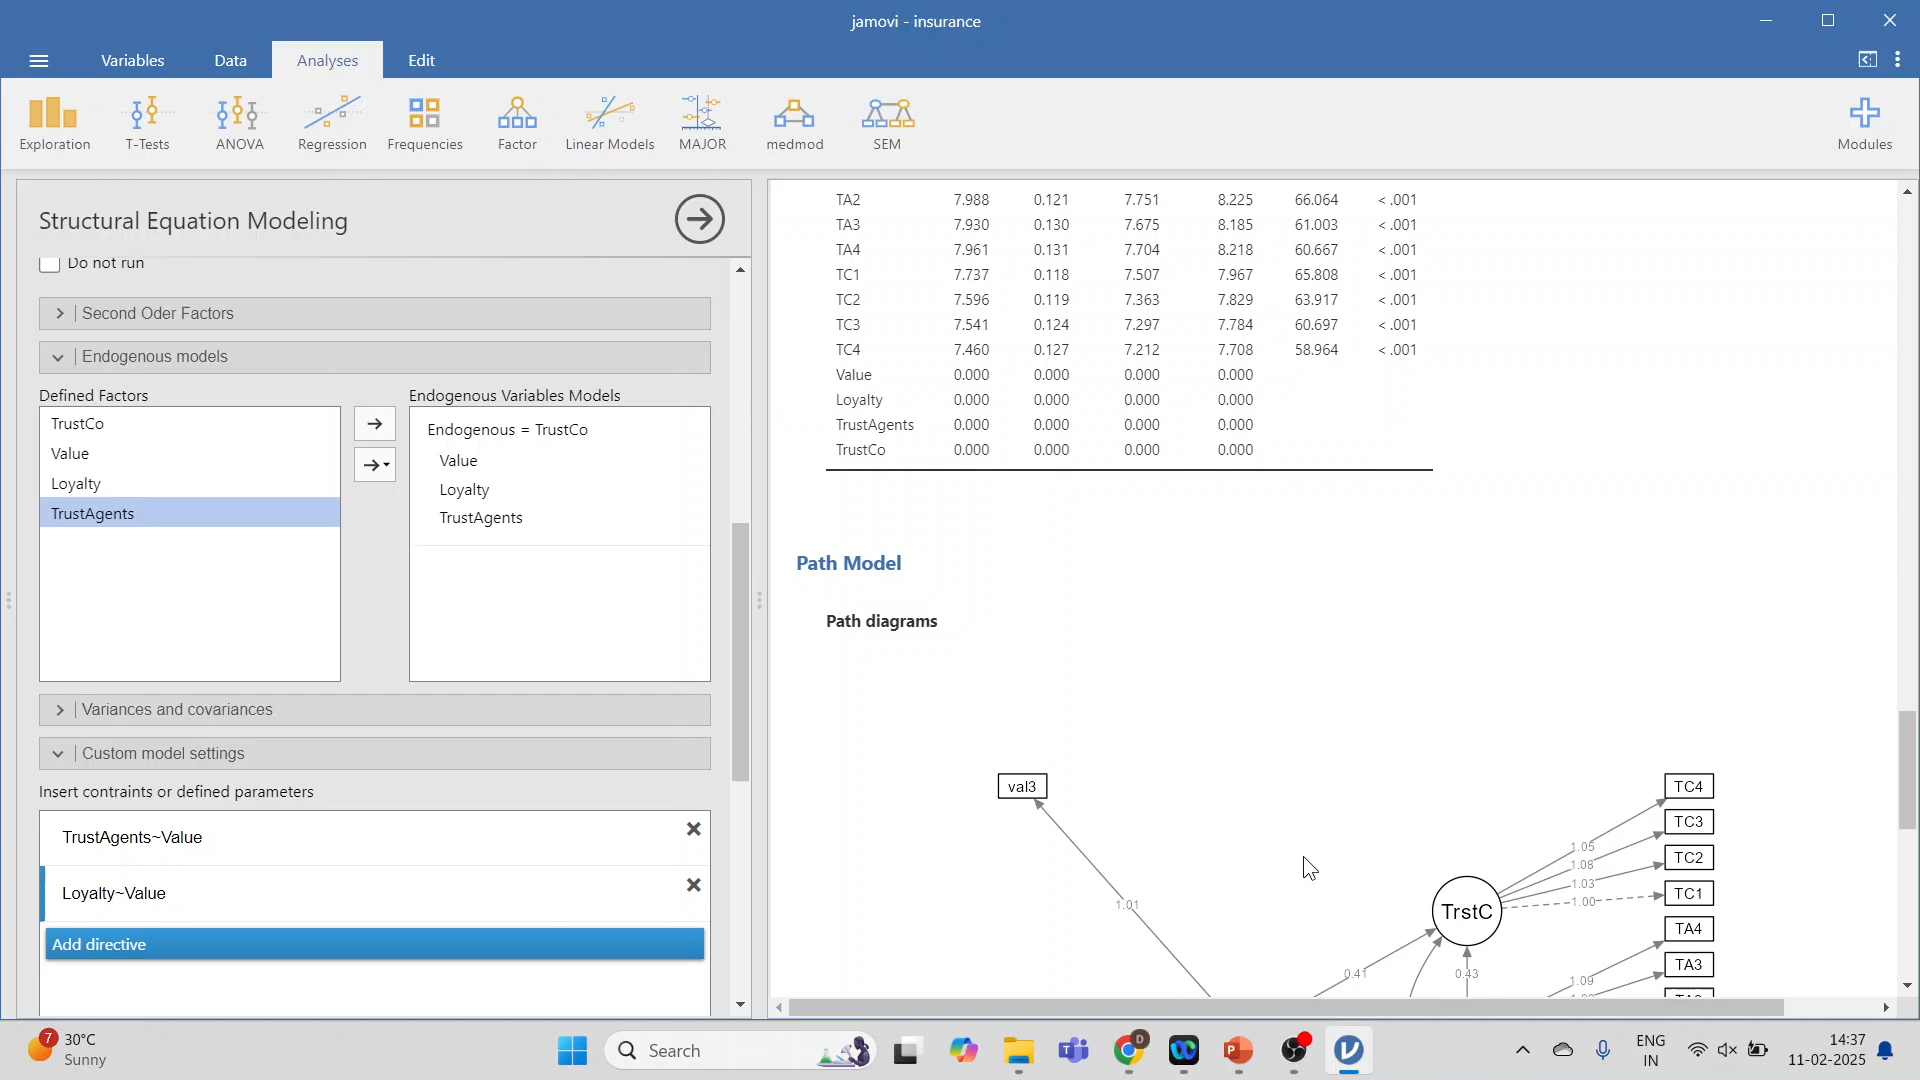 jamovi - insurance
Variables Data Analyses Edit
Exploration T-Tests ANOVA Regression Frequencies Factor Linear Models MAJOR medmod SEM Modules
Structural Equation Modeling
Do not run
Second Oder Factors
Endogenous models
Defined Factors
TrustCo
Value
Loyalty
TrustAgents
Endogenous Variables Models
Endogenous = TrustCo
Value
Loyalty
TrustAgents
Variances and covariances
Custom model settings
Insert contraints or defined parameters
TrustAgents~Value
Loyalty~Value
Add directive
TA2 7.988 0.121 7.751 8.225 66.064 < .001
TA3 7.930 0.130 7.675 8.185 61.003 < .001
TA4 7.961 0.131 7.704 8.218 60.667 < .001
TC1 7.737 0.118 7.507 7.967 65.808 < .001
TC2 7.596 0.119 7.363 7.829 63.917 < .001
TC3 7.541 0.124 7.297 7.784 60.697 < .001
TC4 7.460 0.127 7.212 7.708 58.964 < .001
Value 0.000 0.000 0.000 0.000
Loyalty 0.000 0.000 0.000 0.000
TrustAgents 0.000 0.000 0.000 0.000
TrustCo 0.000 0.000 0.000 0.000
Path Model
Path diagrams
val3
TC4
TC3
1.05
TC2
1.08
1.03
TC1
1.00
1.01
TrstC
TA4
TA3
0.41
0.43
1.09
7
30°C
Sunny
Search
ENG
IN
14:37
11-02-2025